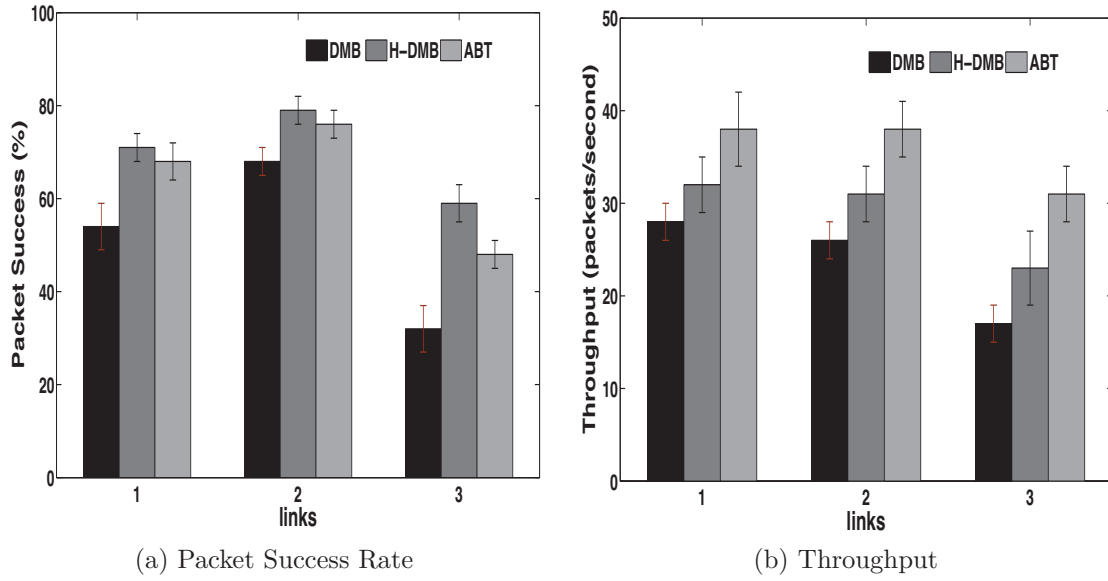 100
80
60
40
20
0
Packet Success (%)
DMB H-DMB ABT
1 2 3
links
(a) Packet Success Rate
50
40
30
20
10
0
Throughput (packets/second)
DMB H-DMB ABT
1 2 3
links
(b) Throughput